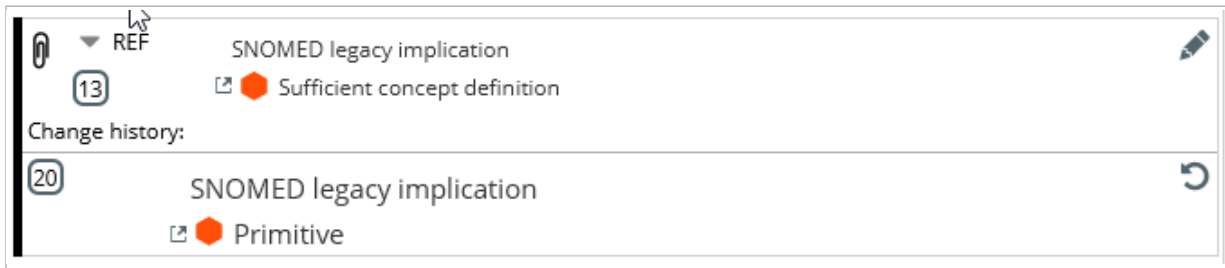 REF
SNOMED legacy implication
13
Sufficient concept definition
Change history:
20
SNOMED legacy implication
Primitive